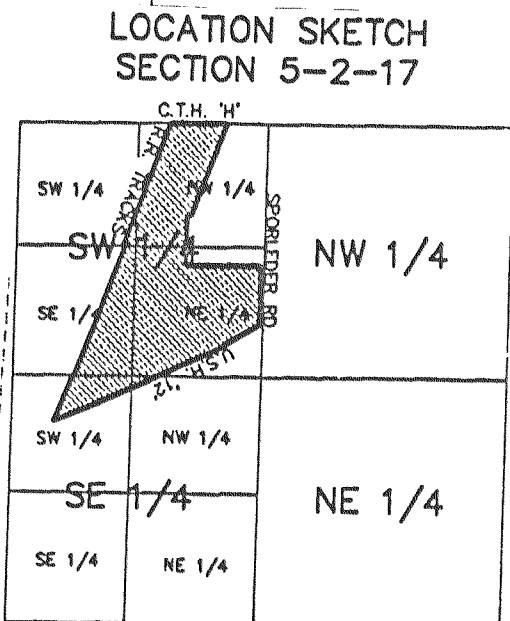 LOCATION SKETCH
SECTION 5-2-17
C.T.H. 'H'
R.R. TRACKS
SW 1/4
NW 1/4
SPORLEDER RD
SW 1/4
NW 1/4
SE 1/4
NE 1/4
U.S.H. '12'
SW 1/4
NW 1/4
SE 1/4
NE 1/4
SE 1/4
NE 1/4